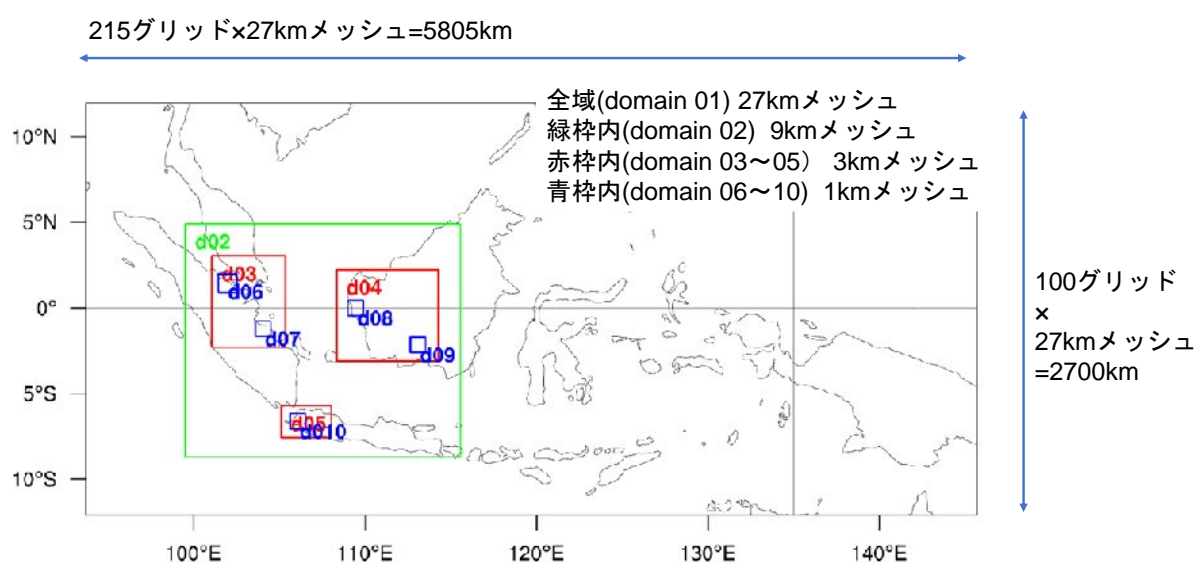 215グリッド×27kmメッシュ=5805km
全域(domain 01) 27kmメッシュ
緑枠内(domain 02) 9kmメッシュ
赤枠内(domain 03～05） 3kmメッシュ
青枠内(domain 06～10) 1kmメッシュ
10°N
5°N
0°
5°S
10°S
d02
d03
d06
d07
d04
d08
d09
d05
d010
100グリッド
×
27kmメッシュ
=2700km
100°E
110°E
120°E
130°E
140°E